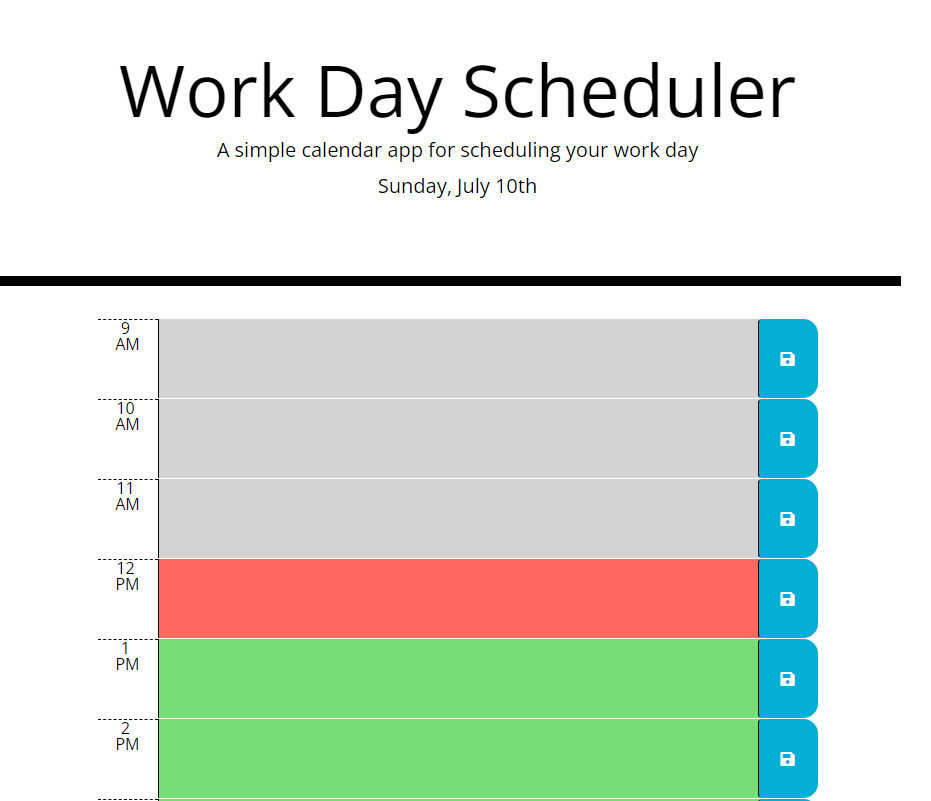 Work Day Scheduler
A simple calendar app for scheduling your work day
Sunday, July 10th
9
AM
10
AM
11
AM
12
PM
1
PM
2
PM